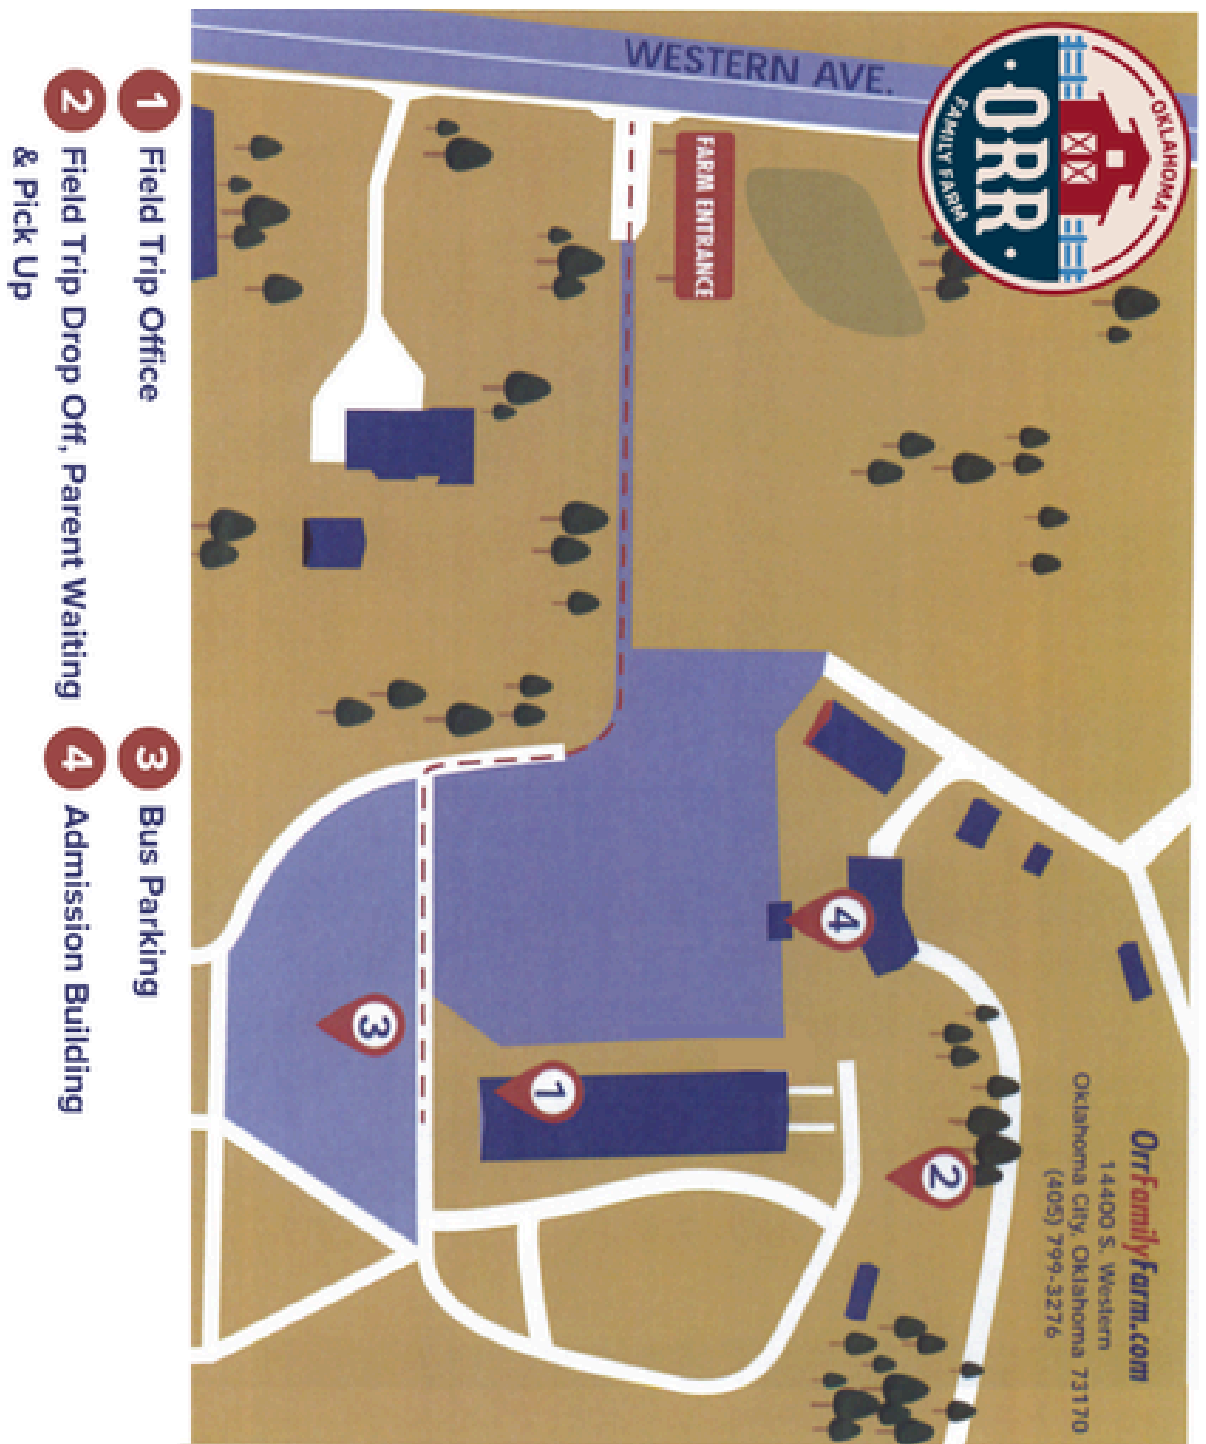 OKLAHOMA
ORR
FAMILY FARM
WESTERN AVE.
FARM ENTRANCE
OrrFamilyFarm.com
14400 S. Western
Oklahoma City, Oklahoma 73170
(405) 799-3276
4
2
1
3
1 Field Trip Office
2 Field Trip Drop Off, Parent Waiting
& Pick Up
3 Bus Parking
4 Admission Building